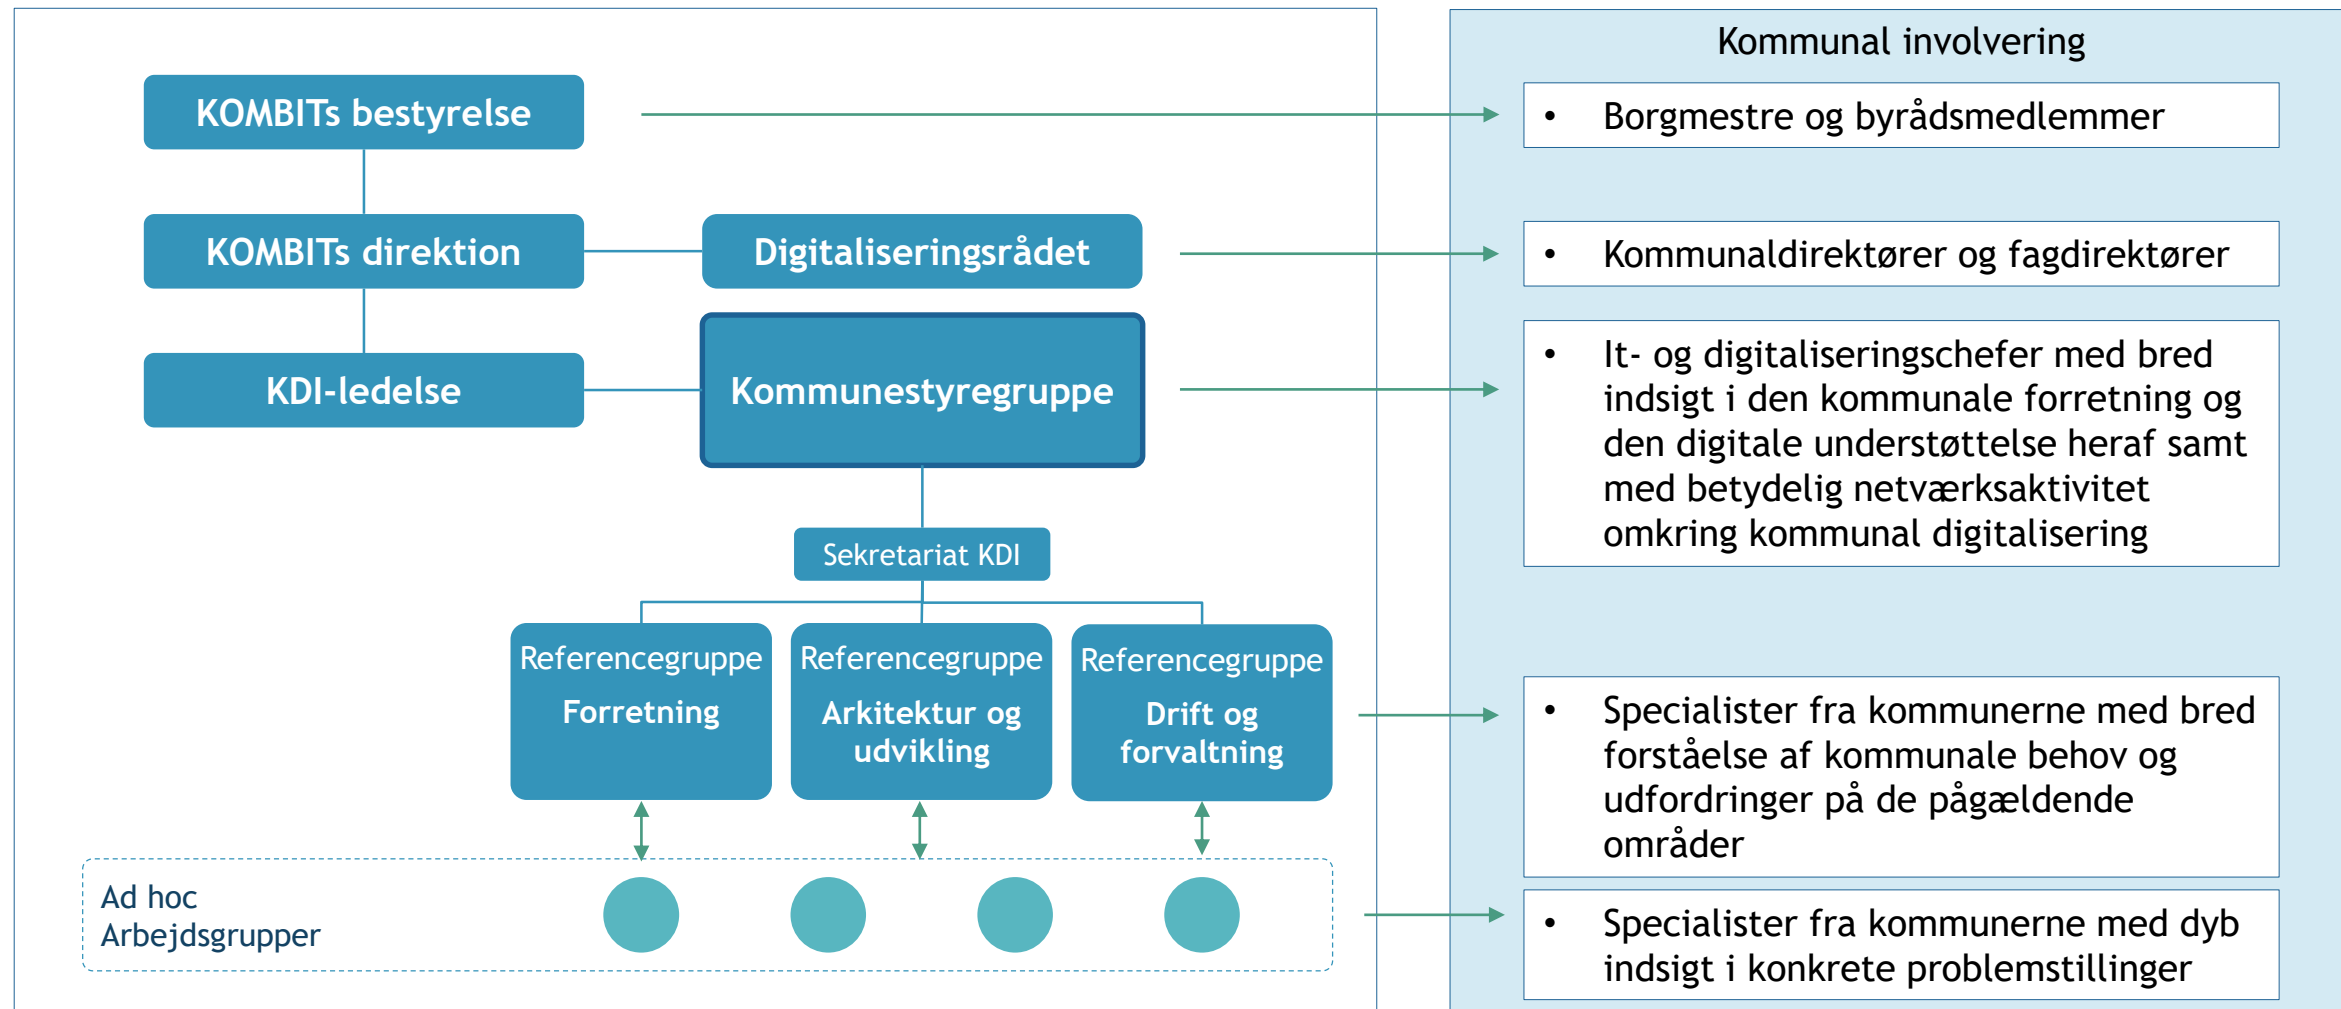 Kommunal involvering
KOMBITs bestyrelse
• Borgmestre og byrådsmedlemmer
KOMBITs direktion
Digitaliseringsrådet
• Kommunaldirektører og fagdirektører
KDI-ledelse
Kommunestyregruppe
• It- og digitaliseringschefer med bred
indsigt i den kommunale forretning og
den digitale understøttelse heraf samt
med betydelig netværksaktivitet
omkring kommunal digitalisering
Sekretariat KDI
Referencegruppe
Forretning
Referencegruppe
Arkitektur og
udvikling
Referencegruppe
Drift og
forvaltning
• Specialister fra kommunerne med bred
forståelse af kommunale behov og
udfordringer på de pågældende
områder
Ad hoc
Arbejdsgrupper
• Specialister fra kommunerne med dyb
indsigt i konkrete problemstillinger